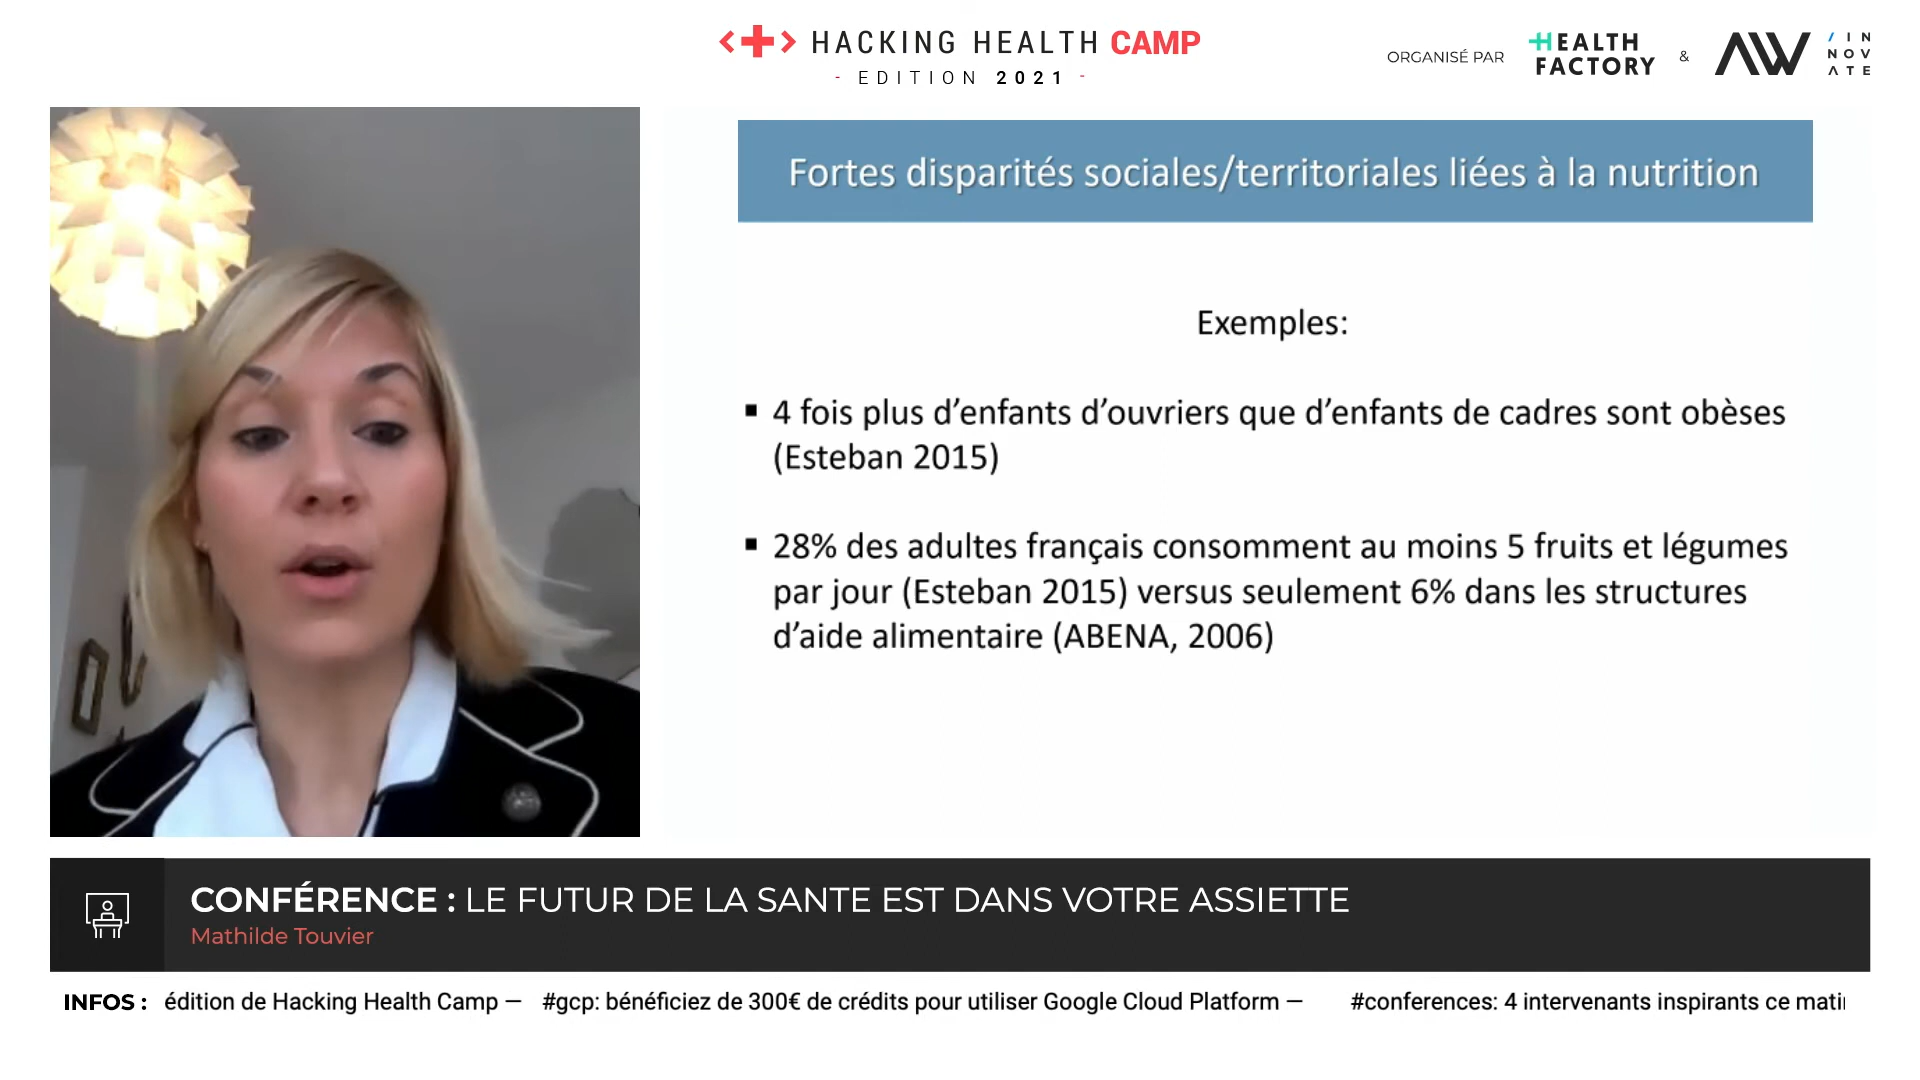 HACKING HEALTH CAMP
- EDITION 2021 -
ORGANISÉ PAR
HEALTH
FACTORY
&
AW
/IN
NOV
ATE
Fortes disparités sociales/territoriales liées à la nutrition
Exemples:
▪ 4 fois plus d’enfants d’ouvriers que d’enfants de cadres sont obèses
(Esteban 2015)
▪ 28% des adultes français consomment au moins 5 fruits et légumes
par jour (Esteban 2015) versus seulement 6% dans les structures
d’aide alimentaire (ABENA, 2006)
CONFÉRENCE : LE FUTUR DE LA SANTE EST DANS VOTRE ASSIETTE
Mathilde Touvier
INFOS : édition de Hacking Health Camp — #gcp: bénéficiez de 300€ de crédits pour utiliser Google Cloud Platform — #conferences: 4 intervenants inspirants ce matin